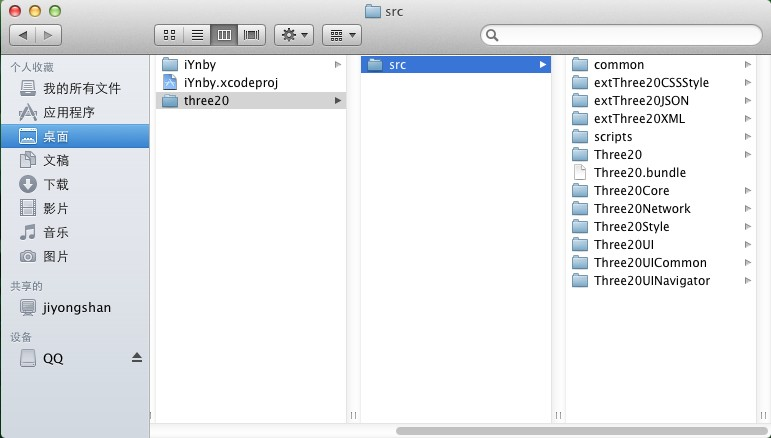 src
个人收藏
我的所有文件
应用程序
桌面
文稿
下载
影片
音乐
图片
共享的
jiyongshan
设备
QQ
iYnby
iYnby.xcodeproj
three20
src
common
extThree20CSSStyle
extThree20JSON
extThree20XML
scripts
Three20
Three20.bundle
Three20Core
Three20Network
Three20Style
Three20UI
Three20UICommon
Three20UINavigator